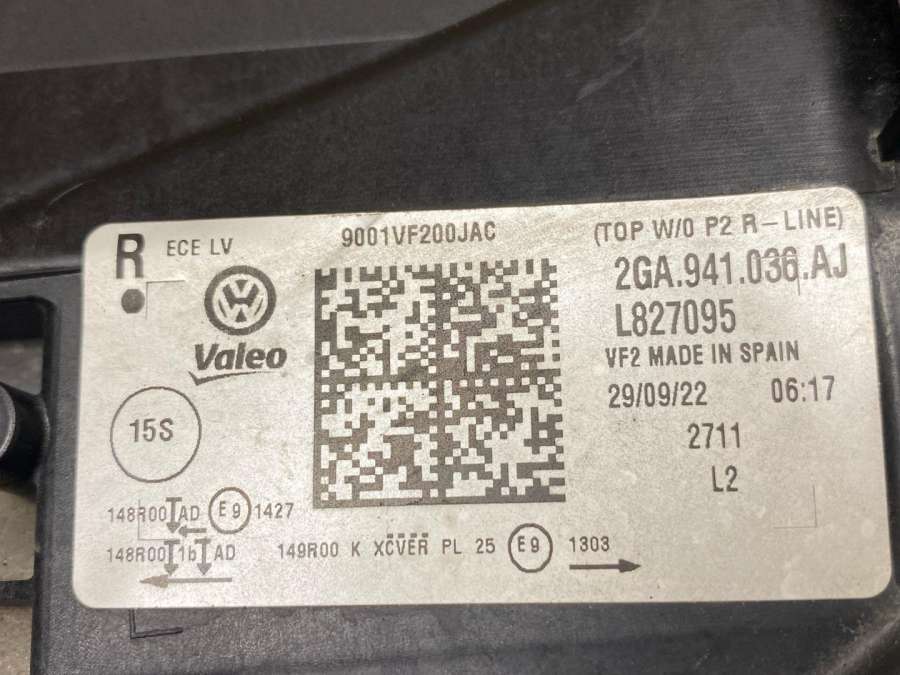 R ECE LV 9001VF200JAC (TOP W/O P2 R-LINE)
2GA.941.036.AJ
L827095
Valeo
VF2 MADE IN SPAIN
29/09/22 06:17
15S
2711
L2
148R00 AD E9 1427
148R00 1b AD 149R00 K XCVER PL 25 E9 1303